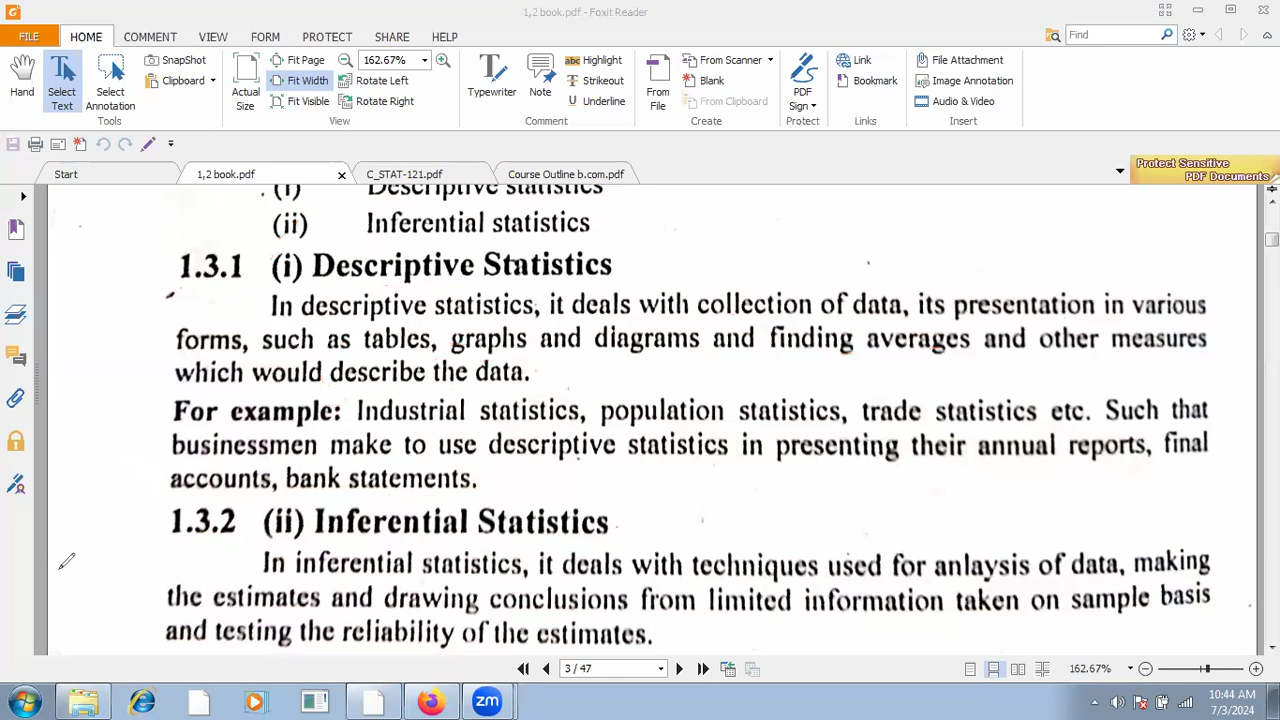 1,2 book.pdf - Foxit Reader
FILE HOME COMMENT VIEW FORM PROTECT SHARE HELP
Find
Hand
Select Text
Select Annotation
SnapShot
Clipboard
Tools
Actual Size
Fit Page
Fit Width
Fit Visible
162.67%
Rotate Left
Rotate Right
View
Typewriter
Note
Highlight
Strikeout
Underline
Comment
From File
From Scanner
Blank
From Clipboard
Create
PDF Sign
Protect
Link
Bookmark
Links
File Attachment
Image Annotation
Audio & Video
Insert
Start 1,2 book.pdf C_STAT-121.pdf Course Outline b.com.pdf
Protect Sensitive
PDF Documents
(i) Descriptive statistics
(ii) Inferential statistics
1.3.1 (i) Descriptive Statistics
In descriptive statistics, it deals with collection of data, its presentation in various
forms, such as tables, graphs and diagrams and finding averages and other measures
which would describe the data.
For example: Industrial statistics, population statistics, trade statistics etc. Such that
businessmen make to use descriptive statistics in presenting their annual reports, final
accounts, bank statements.
1.3.2 (ii) Inferential Statistics
In inferential statistics, it deals with techniques used for anlaysis of data, making
the estimates and drawing conclusions from limited information taken on sample basis
and testing the reliability of the estimates.
3 / 47
162.67%
zm
10:44 AM
7/3/2024